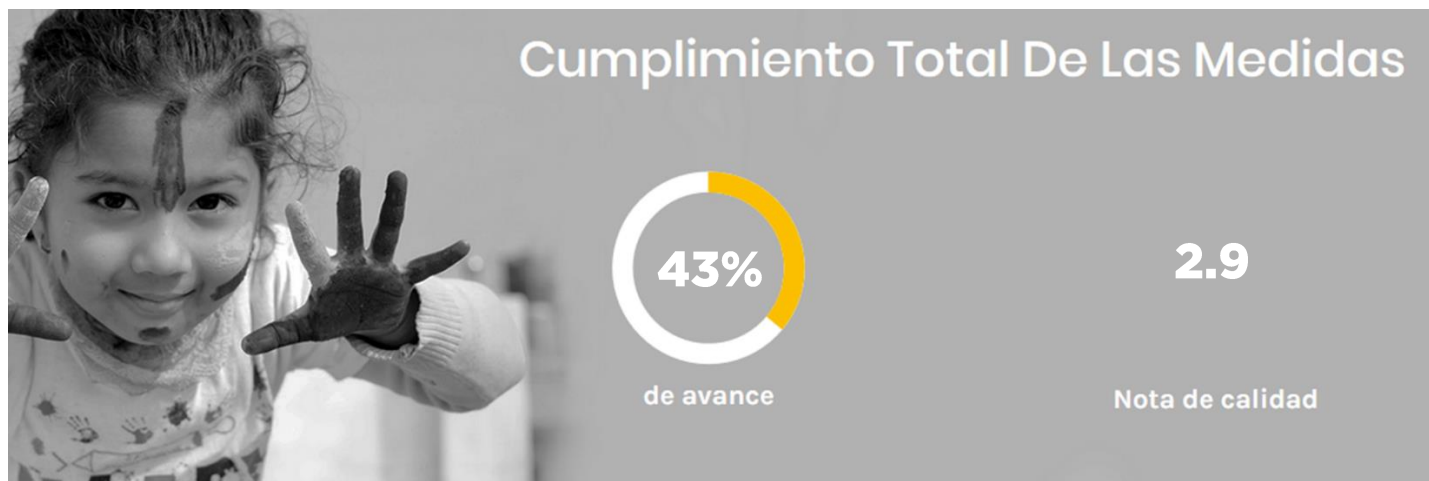 Cumplimiento Total De Las Medidas
43%
de avance
2.9
Nota de calidad